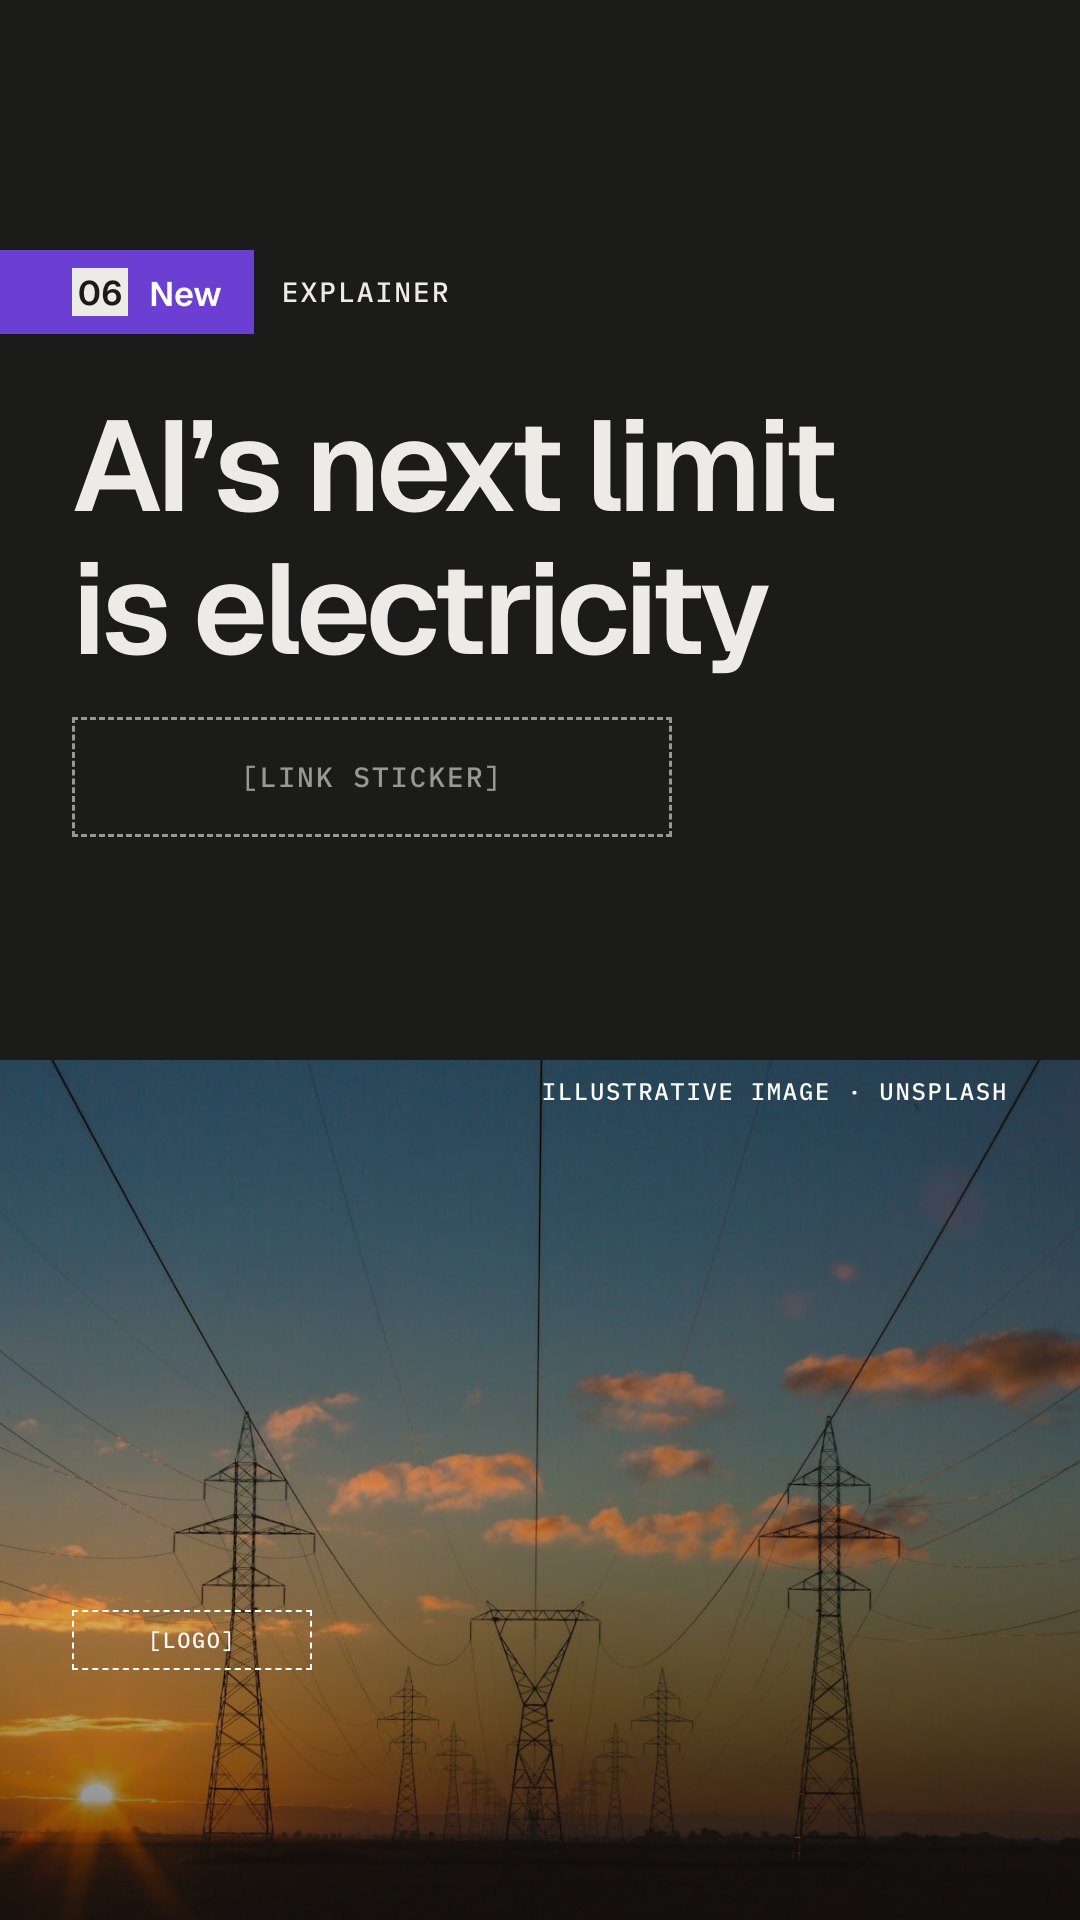 06 New EXPLAINER
AI’s next limit
is electricity
[LINK STICKER]
ILLUSTRATIVE IMAGE · UNSPLASH
[LOGO]